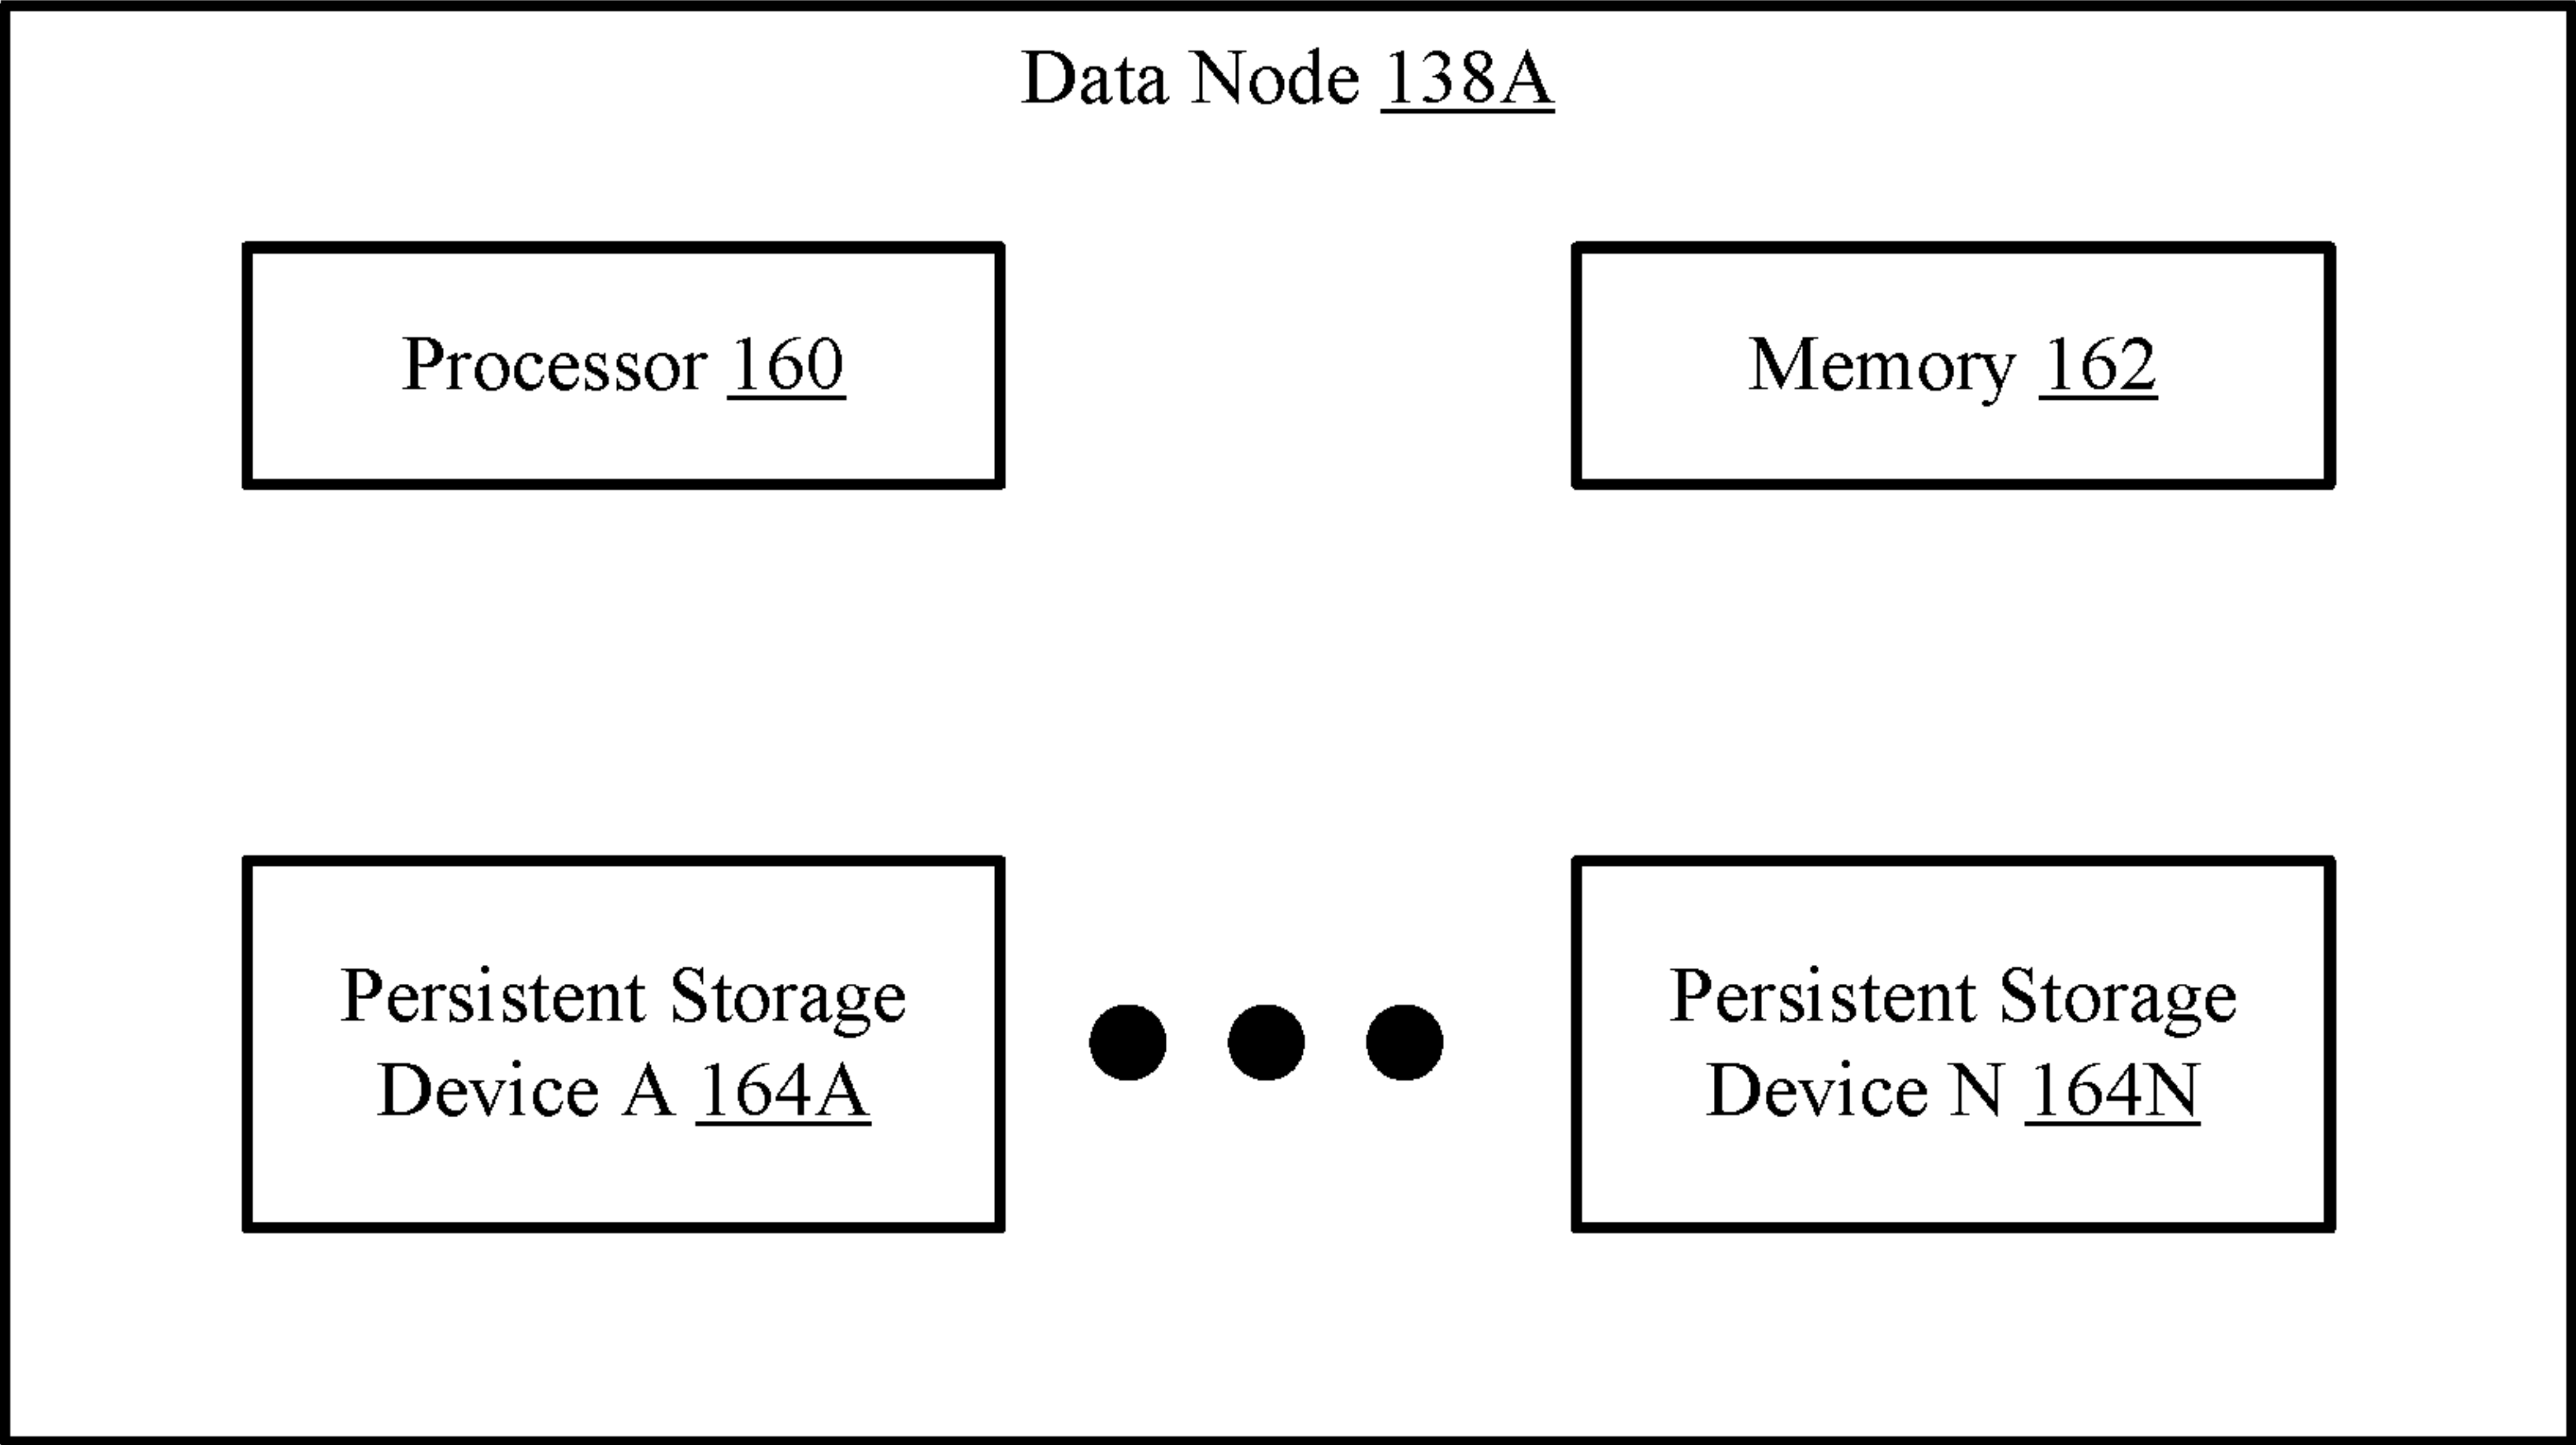 Data Node 138A
Processor 160
Memory 162
Persistent Storage
Device A 164A
Persistent Storage
Device N 164N